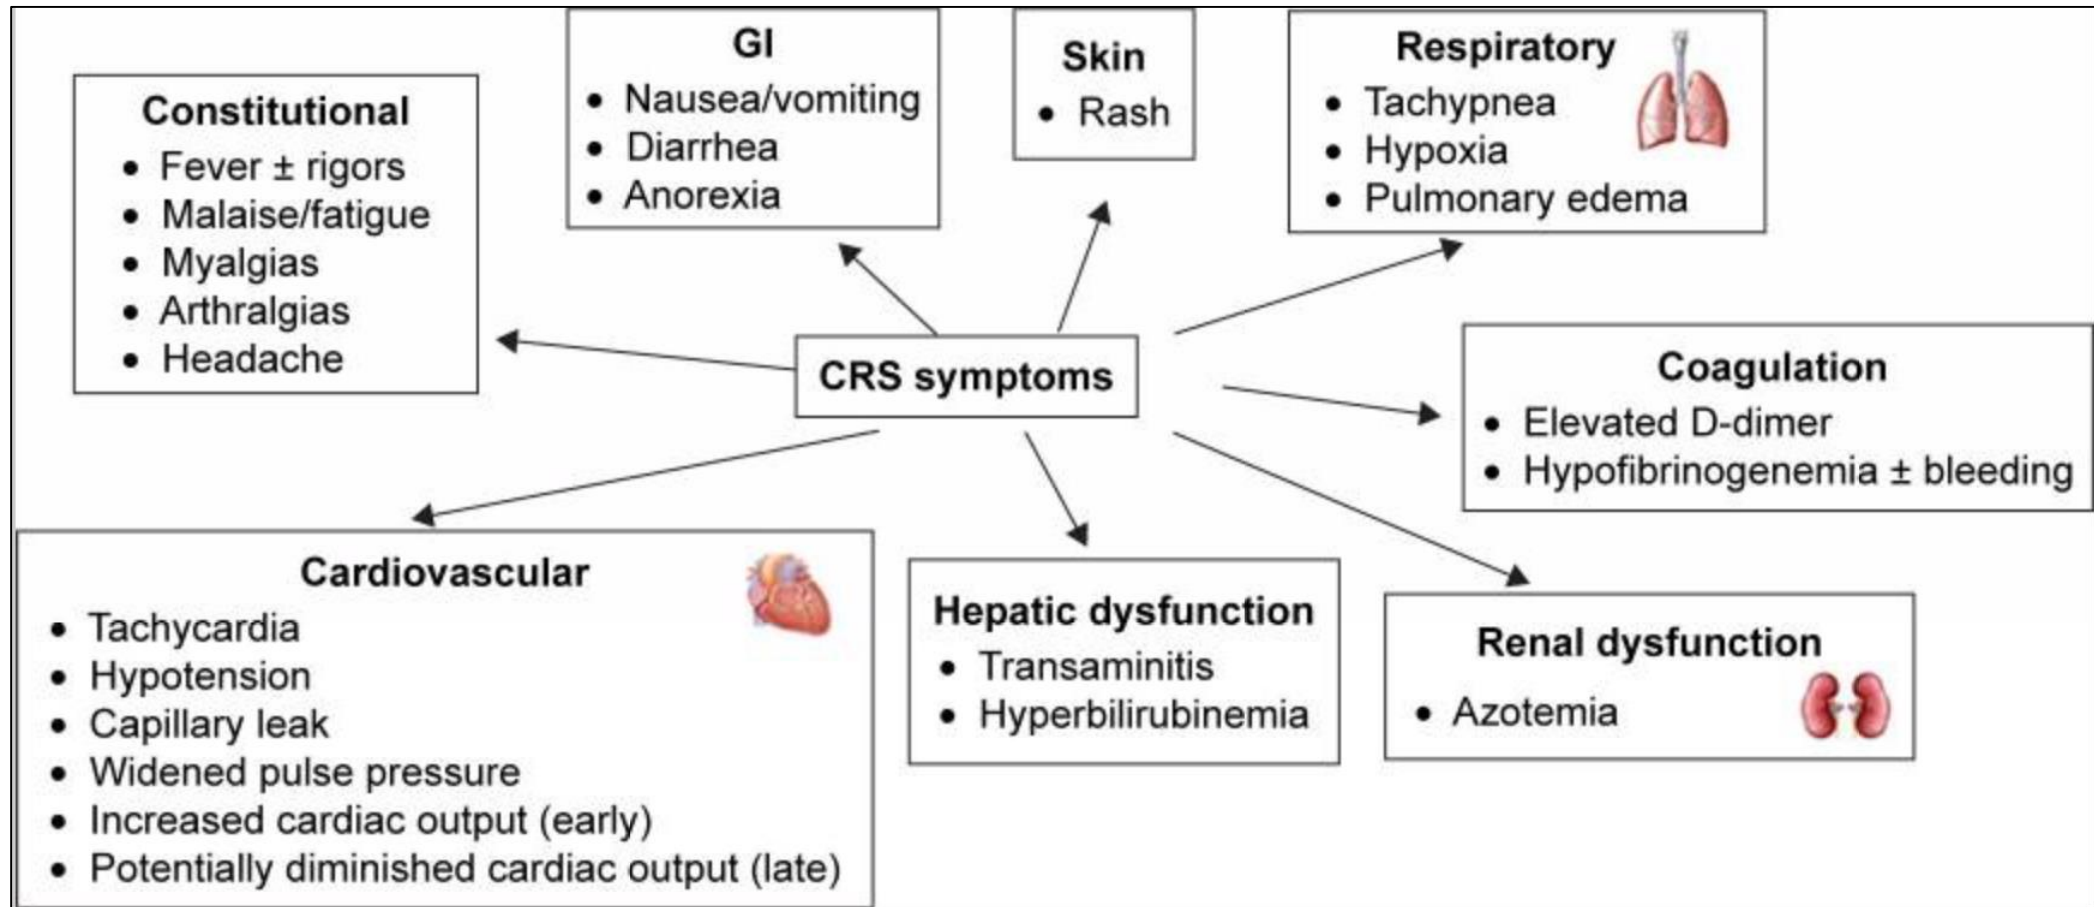 Constitutional
• Fever ± rigors
• Malaise/fatigue
• Myalgias
• Arthralgias
• Headache
GI
• Nausea/vomiting
• Diarrhea
• Anorexia
Skin
• Rash
Respiratory
• Tachypnea
• Hypoxia
• Pulmonary edema
CRS symptoms
Coagulation
• Elevated D-dimer
• Hypofibrinogenemia ± bleeding
Cardiovascular
• Tachycardia
• Hypotension
• Capillary leak
• Widened pulse pressure
• Increased cardiac output (early)
• Potentially diminished cardiac output (late)
Hepatic dysfunction
• Transaminitis
• Hyperbilirubinemia
Renal dysfunction
• Azotemia